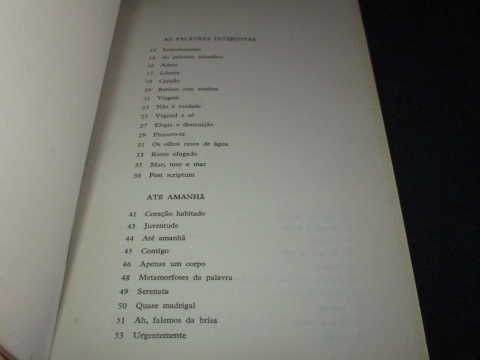 AS PALAVRAS INTERDITAS
13 Pressentimento
14 As palavras interditas
16 Adeus
17 Litania
19 Canção
20 Retrato com sombra
22 Viagem
23 Não é verdade
25 Vegetal e só
27 Elegia e destruição
29 Procuro-te
31 Os olhos rasos de água
33 Rosto afogado
35 Mar, mar e mar
38 Post scriptum
ATÉ AMANHÃ
41 Coração habitado
43 Juventude
44 Até amanhã
45 Contigo
46 Apenas um corpo
48 Metamorfoses da palavra
49 Serenata
50 Quase madrigal
51 Ah, falemos da brisa
53 Urgentemente